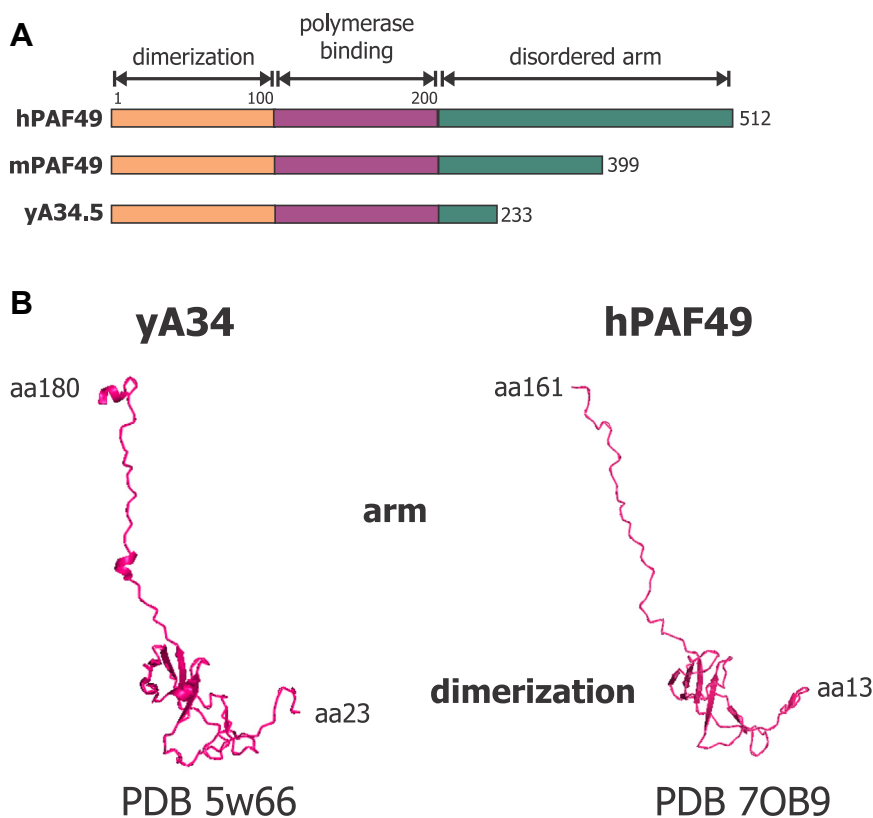 A
polymerase
binding
dimerization
disordered arm
1 100 200
hPAF49 512
mPAF49 399
yA34.5 233
B
yA34 hPAF49
aa180 aa161
arm
dimerization
aa23 aa13
PDB 5w66 PDB 7OB9